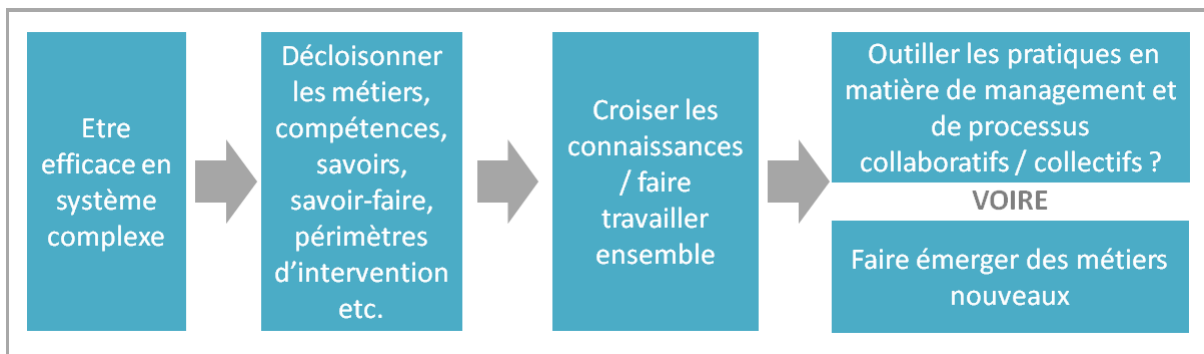 Etre
efficace en
système
complexe
Décloisonner
les métiers,
compétences,
savoirs,
savoir-faire,
périmètres
d'intervention
etc.
Croiser les
connaissances
/ faire
travailler
ensemble
Outiller les pratiques en
matière de management et
de processus
collaboratifs / collectifs ?
VOIRE
Faire émerger des métiers
nouveaux